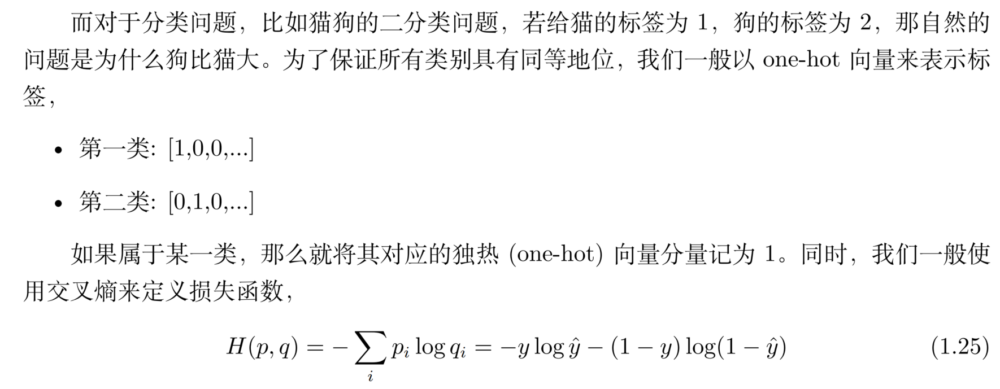 而对于分类问题，比如猫狗的二分类问题，若给猫的标签为 1，狗的标签为 2，那自然的
问题是为什么狗比猫大。为了保证所有类别具有同等地位，我们一般以 one-hot 向量来表示标
签，
• 第一类: [1,0,0,...]
• 第二类: [0,1,0,...]
如果属于某一类，那么就将其对应的独热 (one-hot) 向量分量记为 1。同时，我们一般使
用交叉熵来定义损失函数，
H(p, q) = − ∑_i p_i log q_i = −y log ŷ − (1 − y) log(1 − ŷ) (1.25)